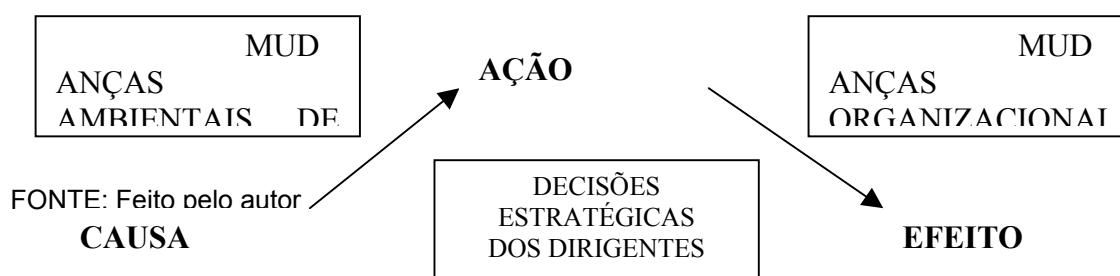 MUD
ANÇAS
AMBIENTAIS DE
AÇÃO
MUD
ANÇAS
ORGANIZACIONAL
FONTE: Feito pelo autor
CAUSA
DECISÕES
ESTRATÉGICAS
DOS DIRIGENTES
EFEITO